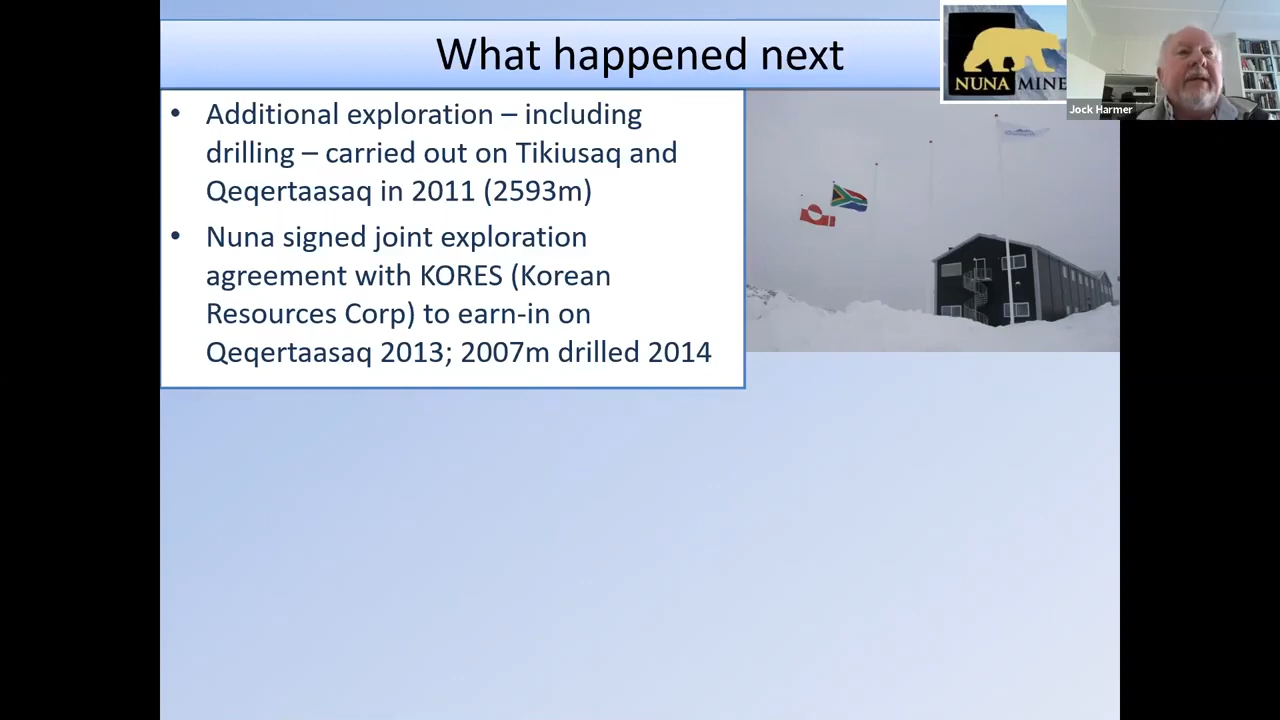 What happened next
NUNA MINE
Jock Harmer
• Additional exploration – including
drilling – carried out on Tikiusaq and
Qeqertaasaq in 2011 (2593m)
• Nuna signed joint exploration
agreement with KORES (Korean
Resources Corp) to earn-in on
Qeqertaasaq 2013; 2007m drilled 2014